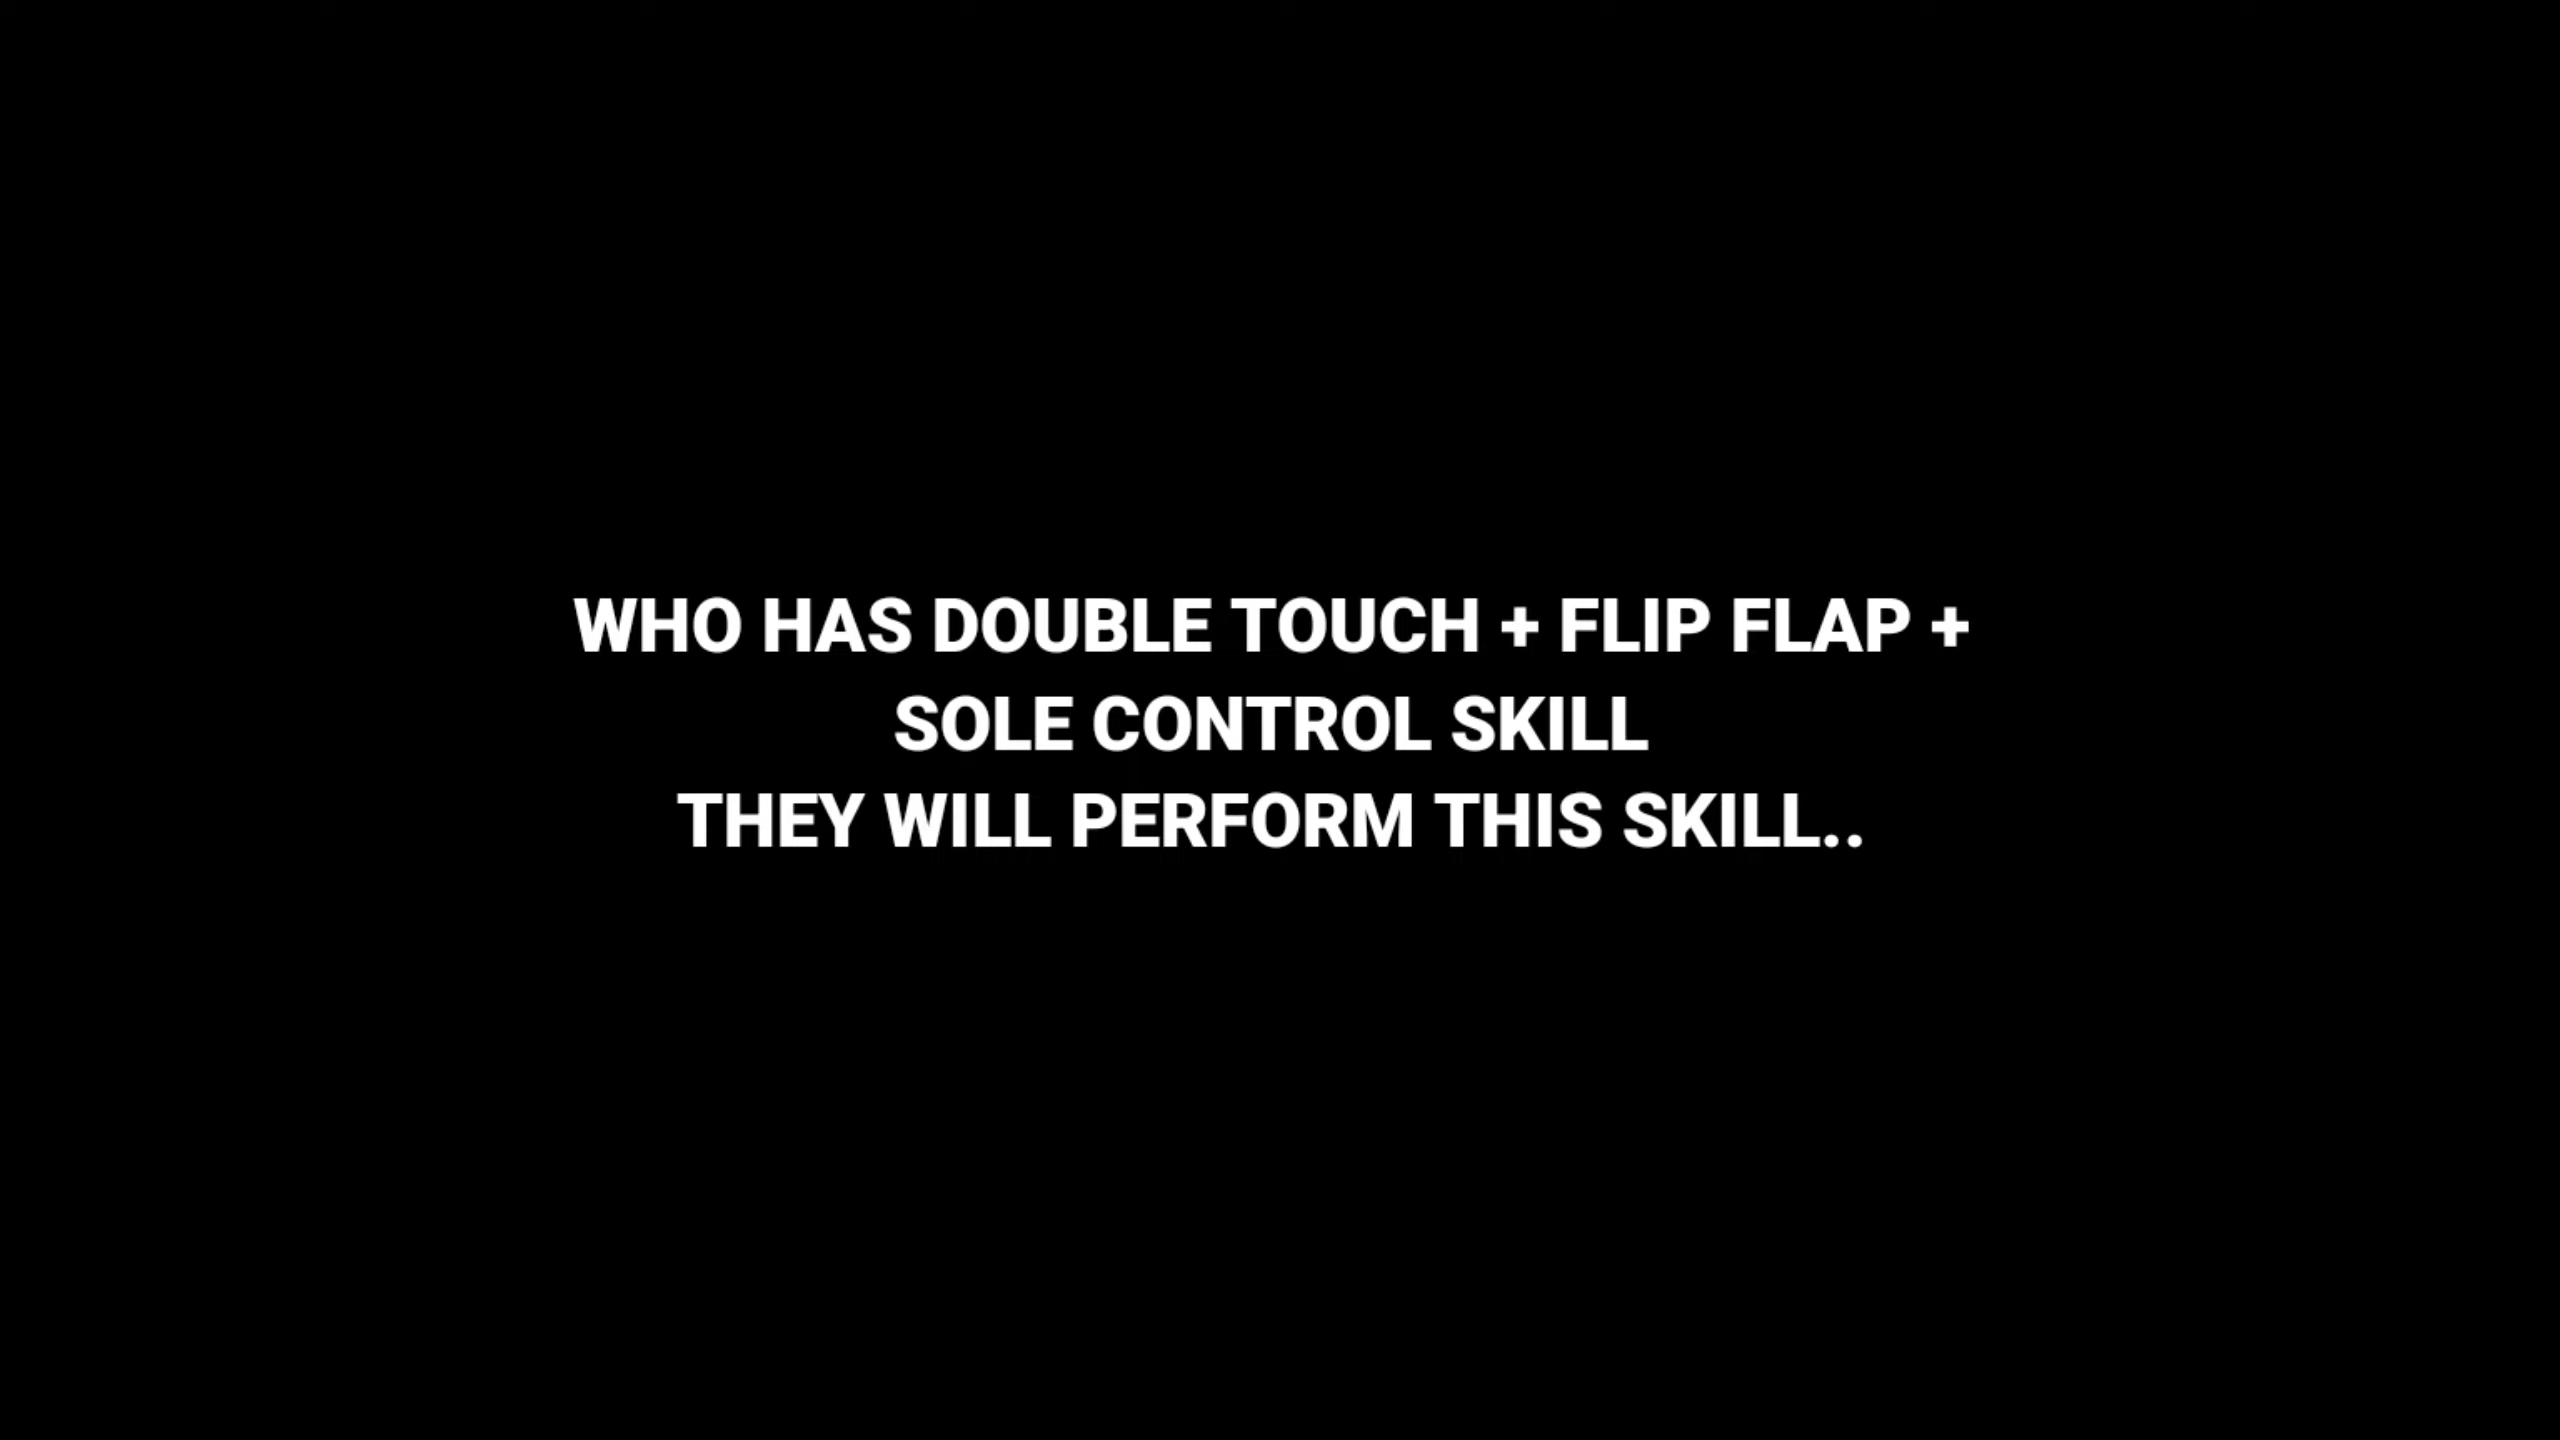 WHO HAS DOUBLE TOUCH + FLIP FLAP +
SOLE CONTROL SKILL
THEY WILL PERFORM THIS SKILL..